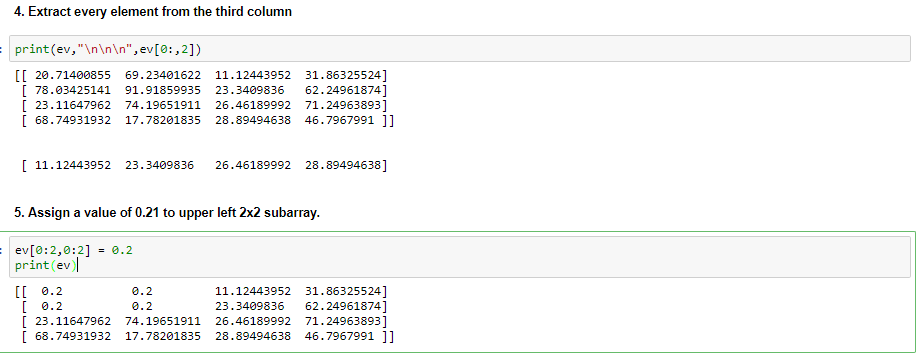 4. Extract every element from the third column
: print(ev,"\n\n\n",ev[0:,2])
[[ 20.71400855 69.23401622 11.12443952 31.86325524]
[ 78.03425141 91.91859935 23.3409836 62.24961874]
[ 23.11647962 74.19651911 26.46189992 71.24963893]
[ 68.74931932 17.78201835 28.89494638 46.7967991 ]]
[ 11.12443952 23.3409836 26.46189992 28.89494638]
5. Assign a value of 0.21 to upper left 2x2 subarray.
: ev[0:2,0:2] = 0.2
print(ev)
[[ 0.2 0.2 11.12443952 31.86325524]
[ 0.2 0.2 23.3409836 62.24961874]
[ 23.11647962 74.19651911 26.46189992 71.24963893]
[ 68.74931932 17.78201835 28.89494638 46.7967991 ]]